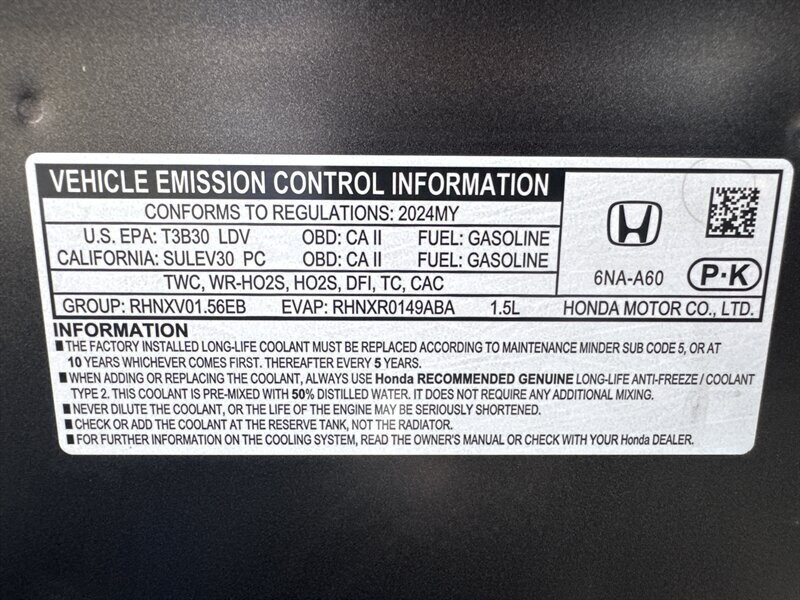 VEHICLE EMISSION CONTROL INFORMATION
CONFORMS TO REGULATIONS: 2024MY
U.S. EPA: T3B30 LDV OBD: CA II FUEL: GASOLINE
CALIFORNIA: SULEV30 PC OBD: CA II FUEL: GASOLINE
TWC, WR-HO2S, HO2S, DFI, TC, CAC
6NA-A60 P·K
GROUP: RHNXV01.56EB EVAP: RHNXR0149ABA 1.5L HONDA MOTOR CO., LTD.
INFORMATION
■ THE FACTORY INSTALLED LONG-LIFE COOLANT MUST BE REPLACED ACCORDING TO MAINTENANCE MINDER SUB CODE 5, OR AT
10 YEARS WHICHEVER COMES FIRST. THEREAFTER EVERY 5 YEARS.
■ WHEN ADDING OR REPLACING THE COOLANT, ALWAYS USE Honda RECOMMENDED GENUINE LONG-LIFE ANTI-FREEZE / COOLANT
TYPE 2. THIS COOLANT IS PRE-MIXED WITH 50% DISTILLED WATER. IT DOES NOT REQUIRE ANY ADDITIONAL MIXING.
■ NEVER DILUTE THE COOLANT, OR THE LIFE OF THE ENGINE MAY BE SERIOUSLY SHORTENED.
■ CHECK OR ADD THE COOLANT AT THE RESERVE TANK, NOT THE RADIATOR.
■ FOR FURTHER INFORMATION ON THE COOLING SYSTEM, READ THE OWNER'S MANUAL OR CHECK WITH YOUR Honda DEALER.